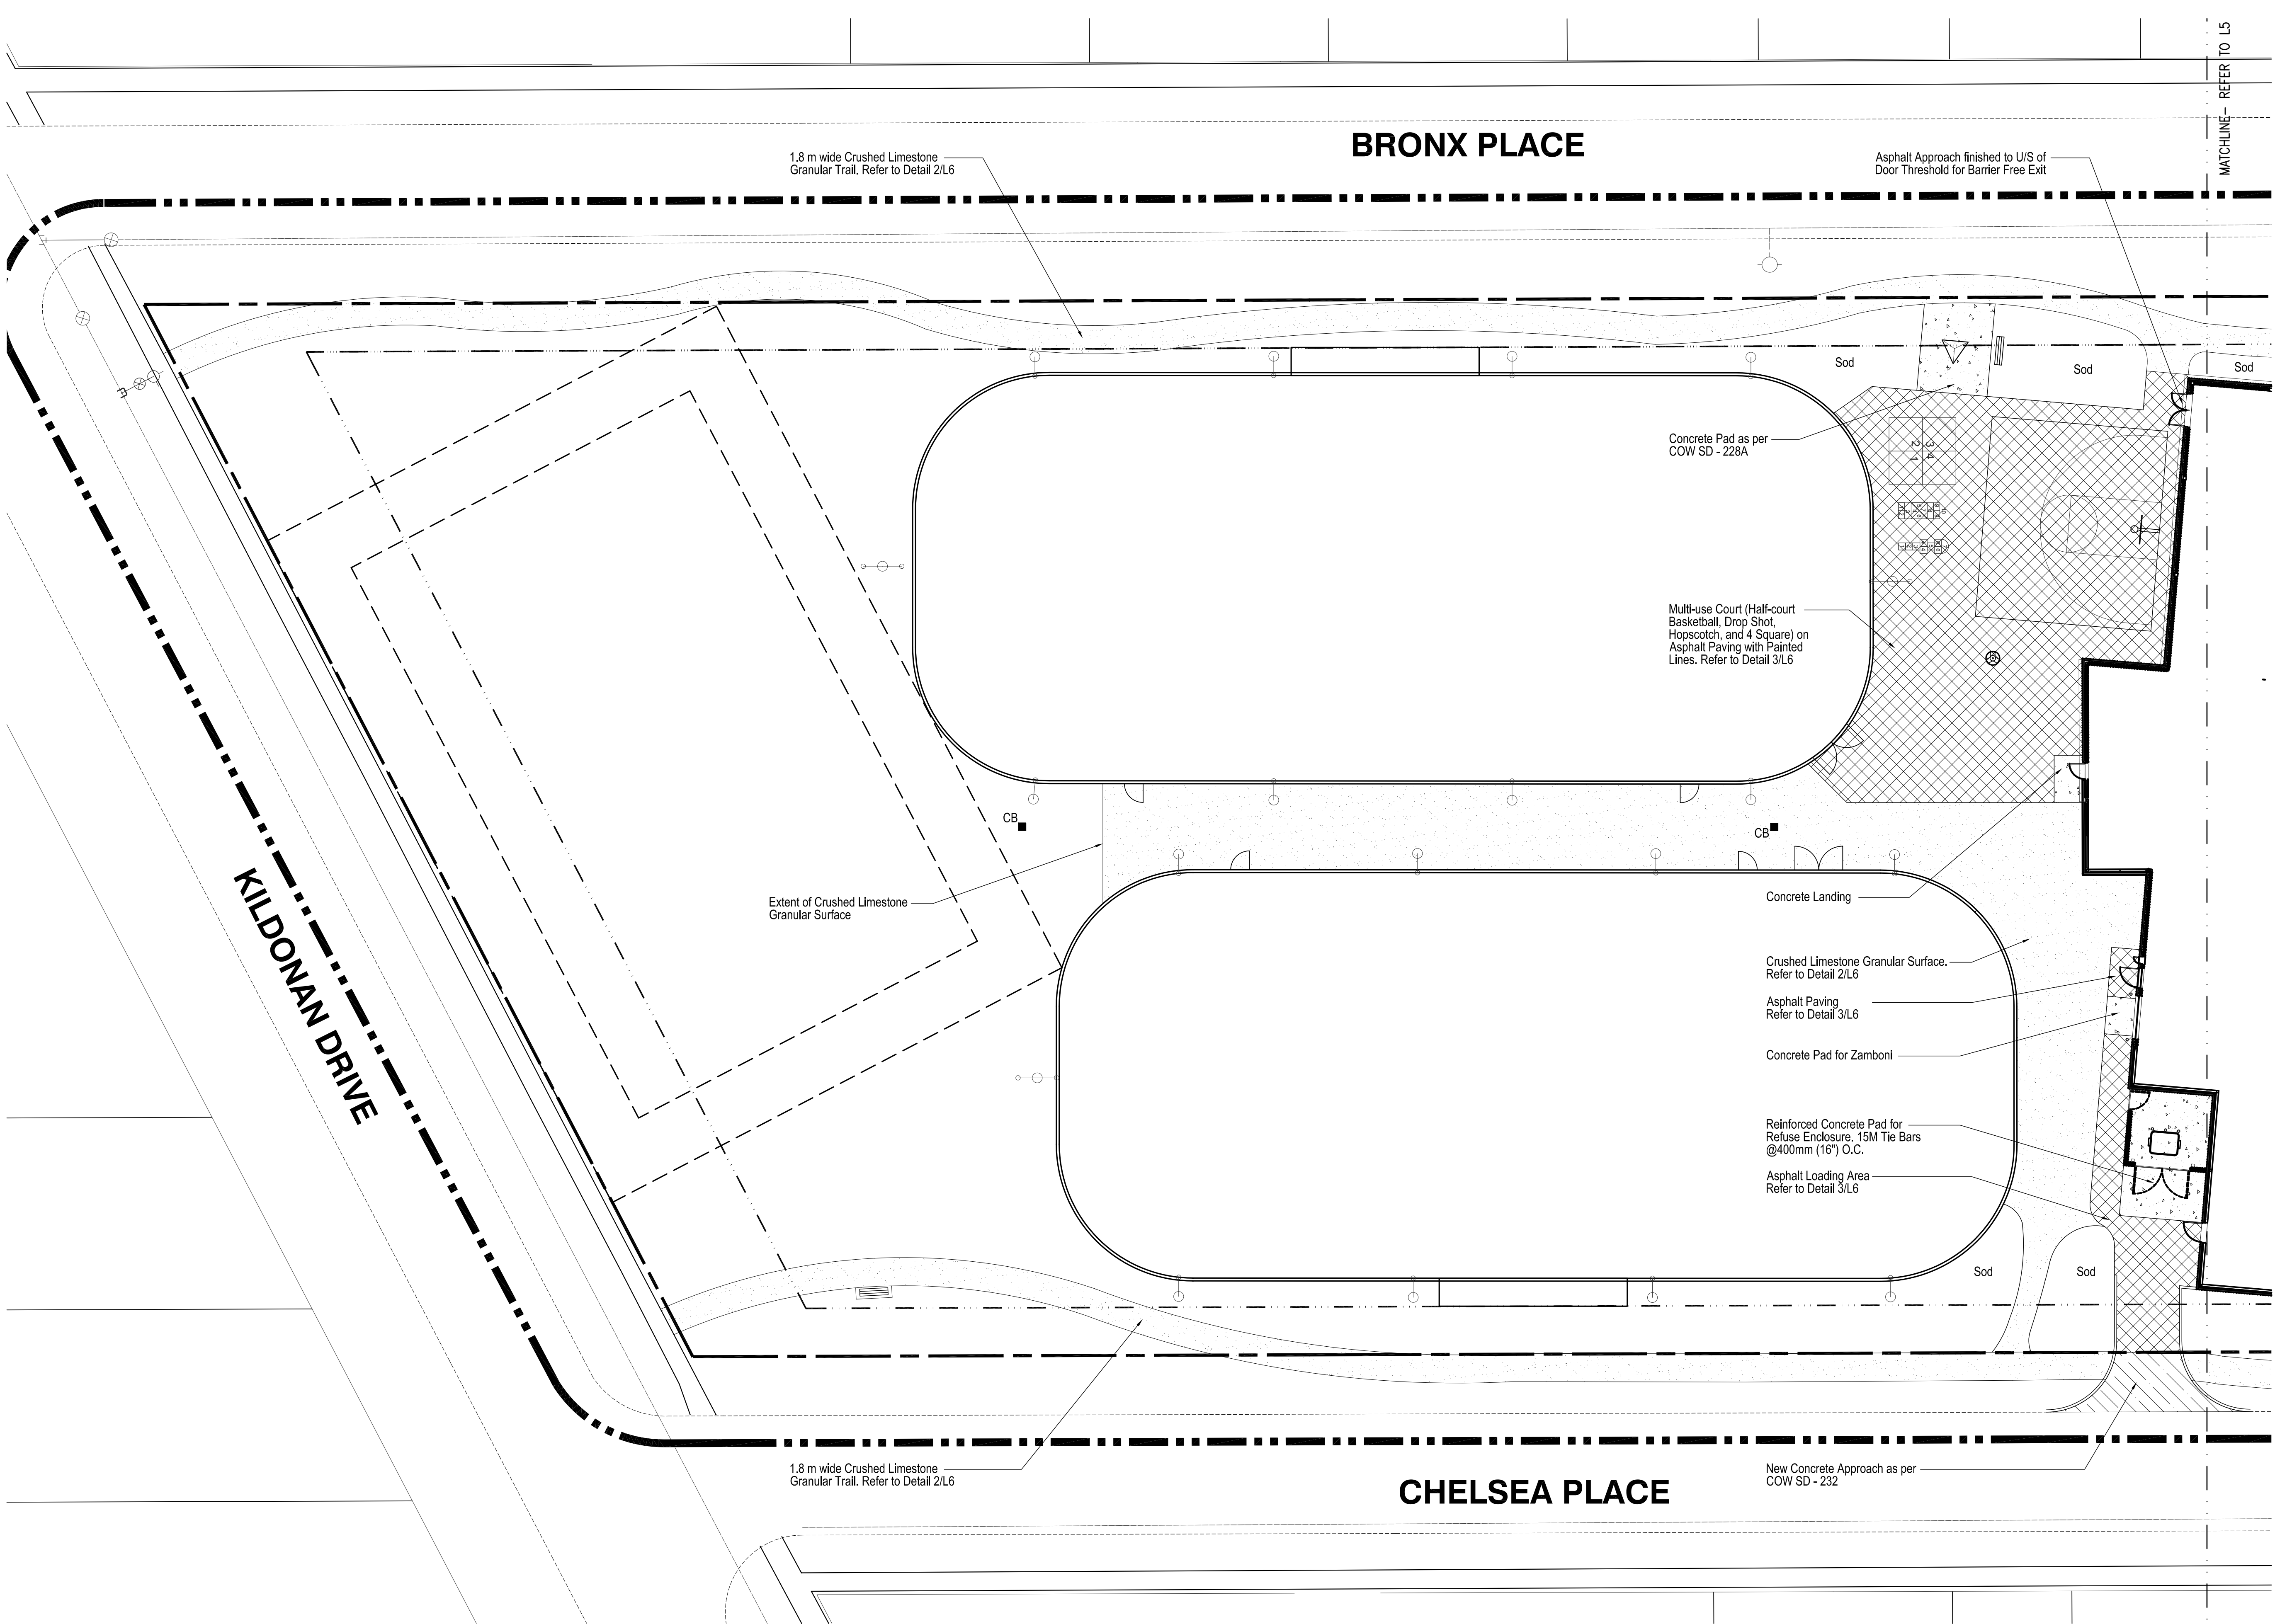 MATCHLINE- REFER TO L5
BRONX PLACE
1.8 m wide Crushed Limestone
Granular Trail. Refer to Detail 2/L6
Asphalt Approach finished to U/S of
Door Threshold for Barrier Free Exit
Sod
Sod
Sod
Concrete Pad as per
COW SD - 228A
2 3
1 4
Multi-use Court (Half-court
Basketball, Drop Shot,
Hopscotch, and 4 Square) on
Asphalt Paving with Painted
Lines. Refer to Detail 3/L6
CB
CB
KILDONAN DRIVE
Extent of Crushed Limestone
Granular Surface
Concrete Landing
Crushed Limestone Granular Surface.
Refer to Detail 2/L6
Asphalt Paving
Refer to Detail 3/L6
Concrete Pad for Zamboni
Reinforced Concrete Pad for
Refuse Enclosure. 15M Tie Bars
@400mm (16") O.C.
Asphalt Loading Area
Refer to Detail 3/L6
Sod
Sod
1.8 m wide Crushed Limestone
Granular Trail. Refer to Detail 2/L6
CHELSEA PLACE
New Concrete Approach as per
COW SD - 232